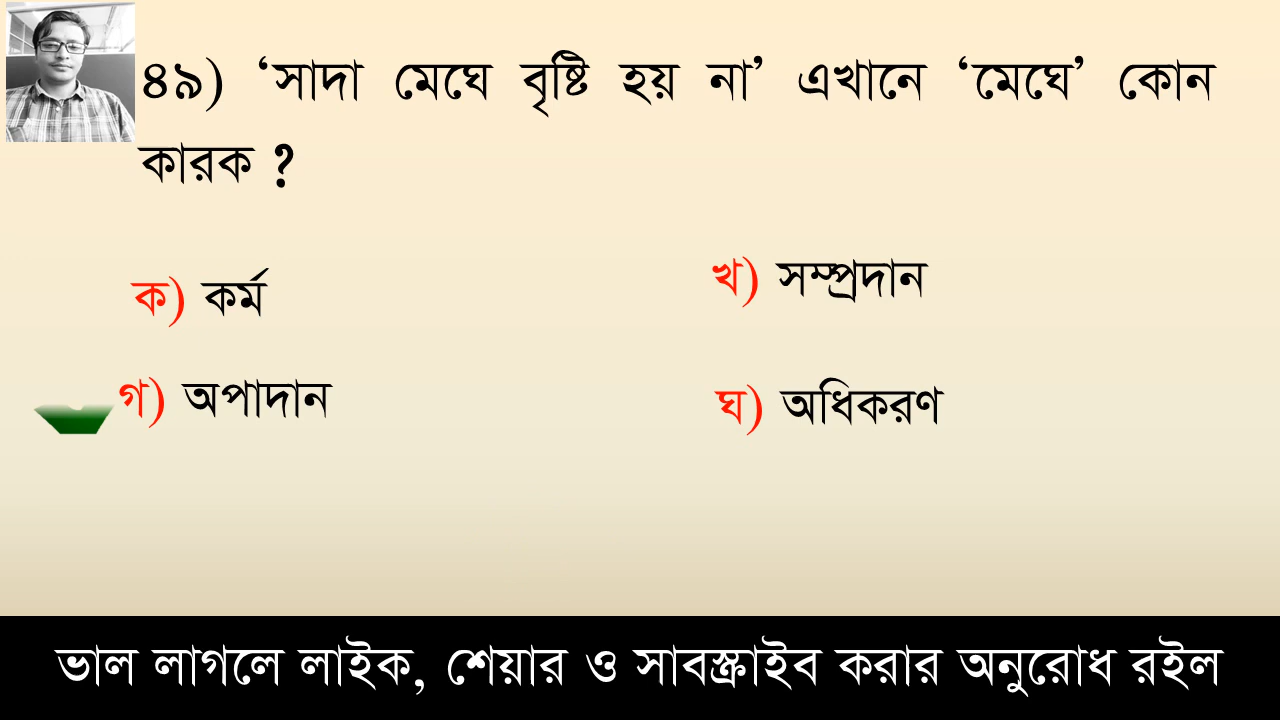 ৪৯) ‘সাদা মেঘে বৃষ্টি হয় না’ এখানে ‘মেঘে’ কোন
কারক ?
ক) কর্ম
খ) সম্প্রদান
গ) অপাদান
ঘ) অধিকরণ
ভাল লাগলে লাইক, শেয়ার ও সাবস্ক্রাইব করার অনুরোধ রইল